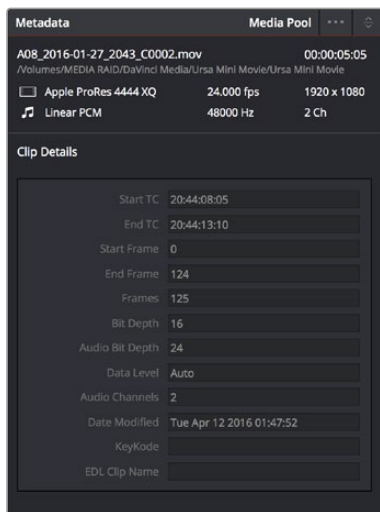 Metadata Media Pool
A08_2016-01-27_2043_C0002.mov 00:00:05:05
/Volumes/MEDIA RAID/DaVinci Media/Ursa Mini Movie/Ursa Mini Movie
Apple ProRes 4444 XQ 24.000 fps 1920 x 1080
Linear PCM 48000 Hz 2 Ch
Clip Details
Start TC 20:44:08:05
End TC 20:44:13:10
Start Frame 0
End Frame 124
Frames 125
Bit Depth 16
Audio Bit Depth 24
Data Level Auto
Audio Channels 2
Date Modified Tue Apr 12 2016 01:47:52
KeyKode
EDL Clip Name